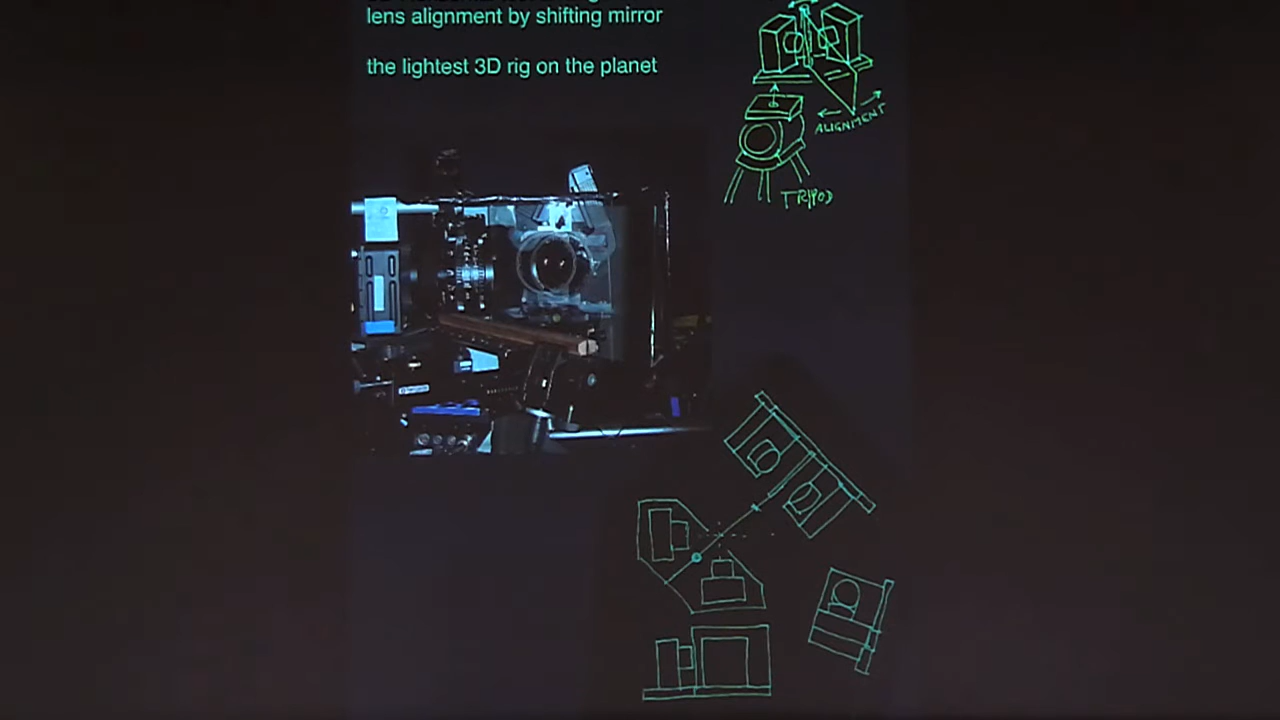 lens alignment by shifting mirror
the lightest 3D rig on the planet
ALIGNMENT
TRIPOD